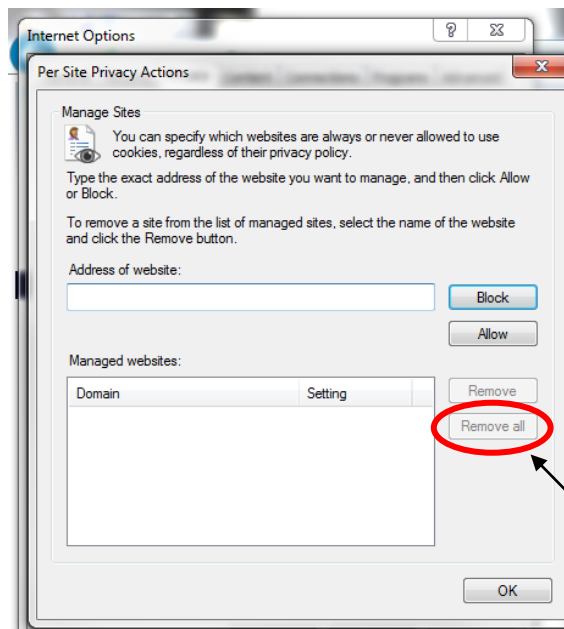 Internet Options
Per Site Privacy Actions
Content Connections Programs Advanced
Manage Sites
You can specify which websites are always or never allowed to use
cookies, regardless of their privacy policy.
Type the exact address of the website you want to manage, and then click Allow
or Block.
To remove a site from the list of managed sites, select the name of the website
and click the Remove button.
Address of website:
Block
Allow
Managed websites:
Domain Setting
Remove
Remove all
OK